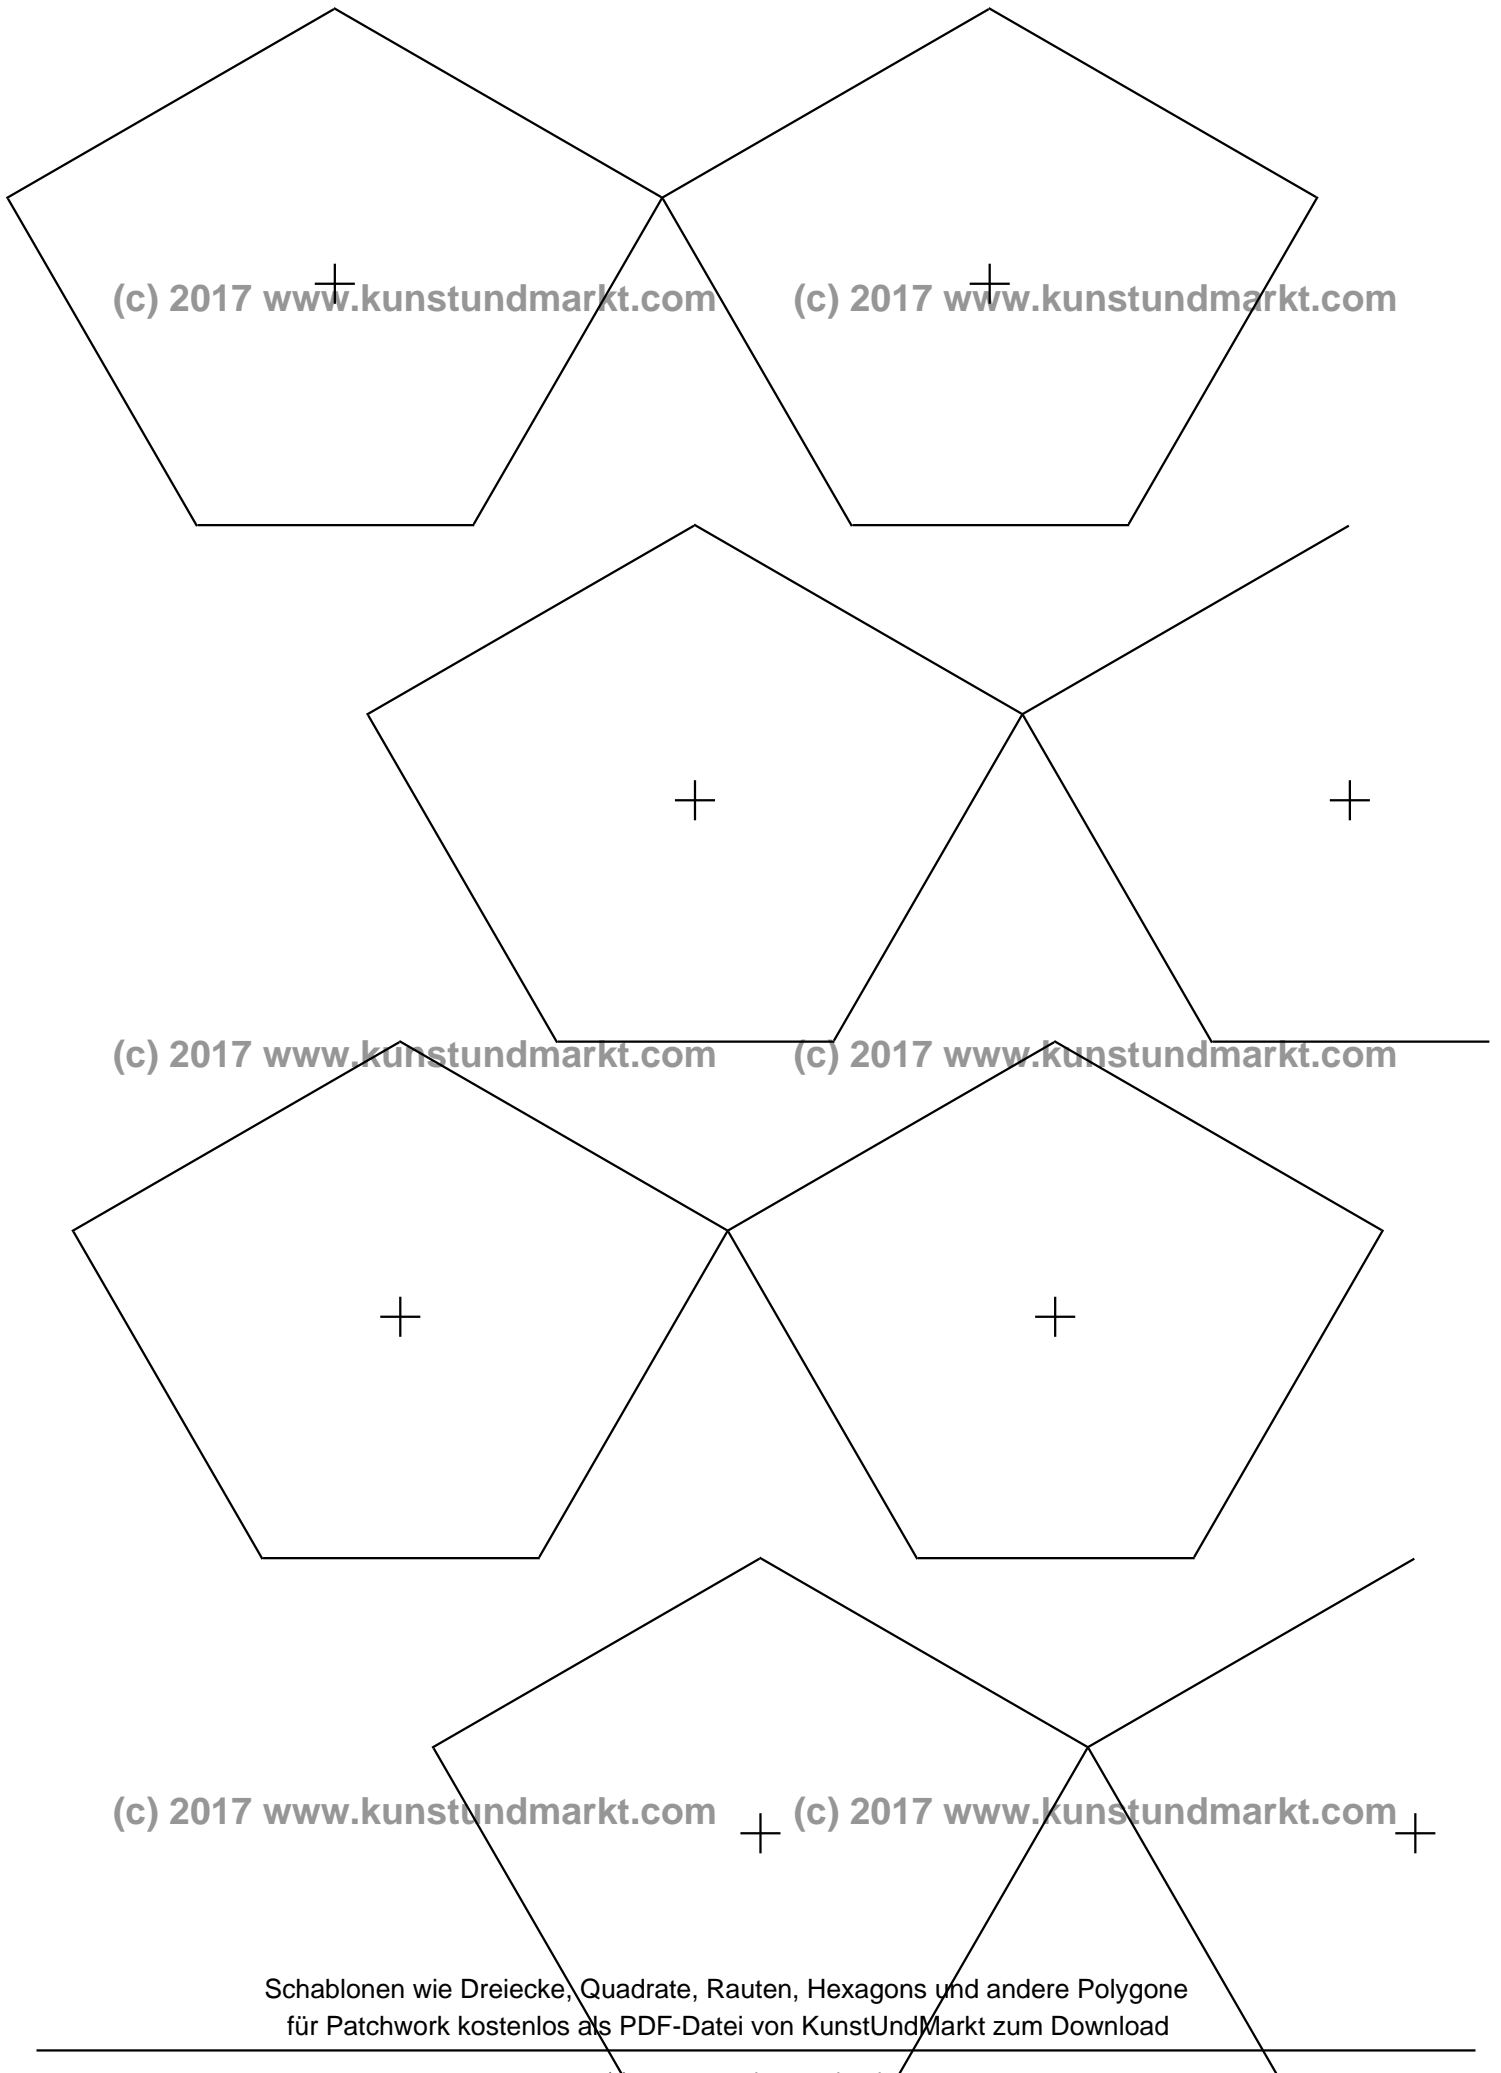 (c) 2017 www.kunstundmarkt.com (c) 2017 www.kunstundmarkt.com
(c) 2017 www.kunstundmarkt.com (c) 2017 www.kunstundmarkt.com
(c) 2017 www.kunstundmarkt.com (c) 2017 www.kunstundmarkt.com
Schablonen wie Dreiecke, Quadrate, Rauten, Hexagons und andere Polygone
für Patchwork kostenlos als PDF-Datei von KunstUndMarkt zum Download